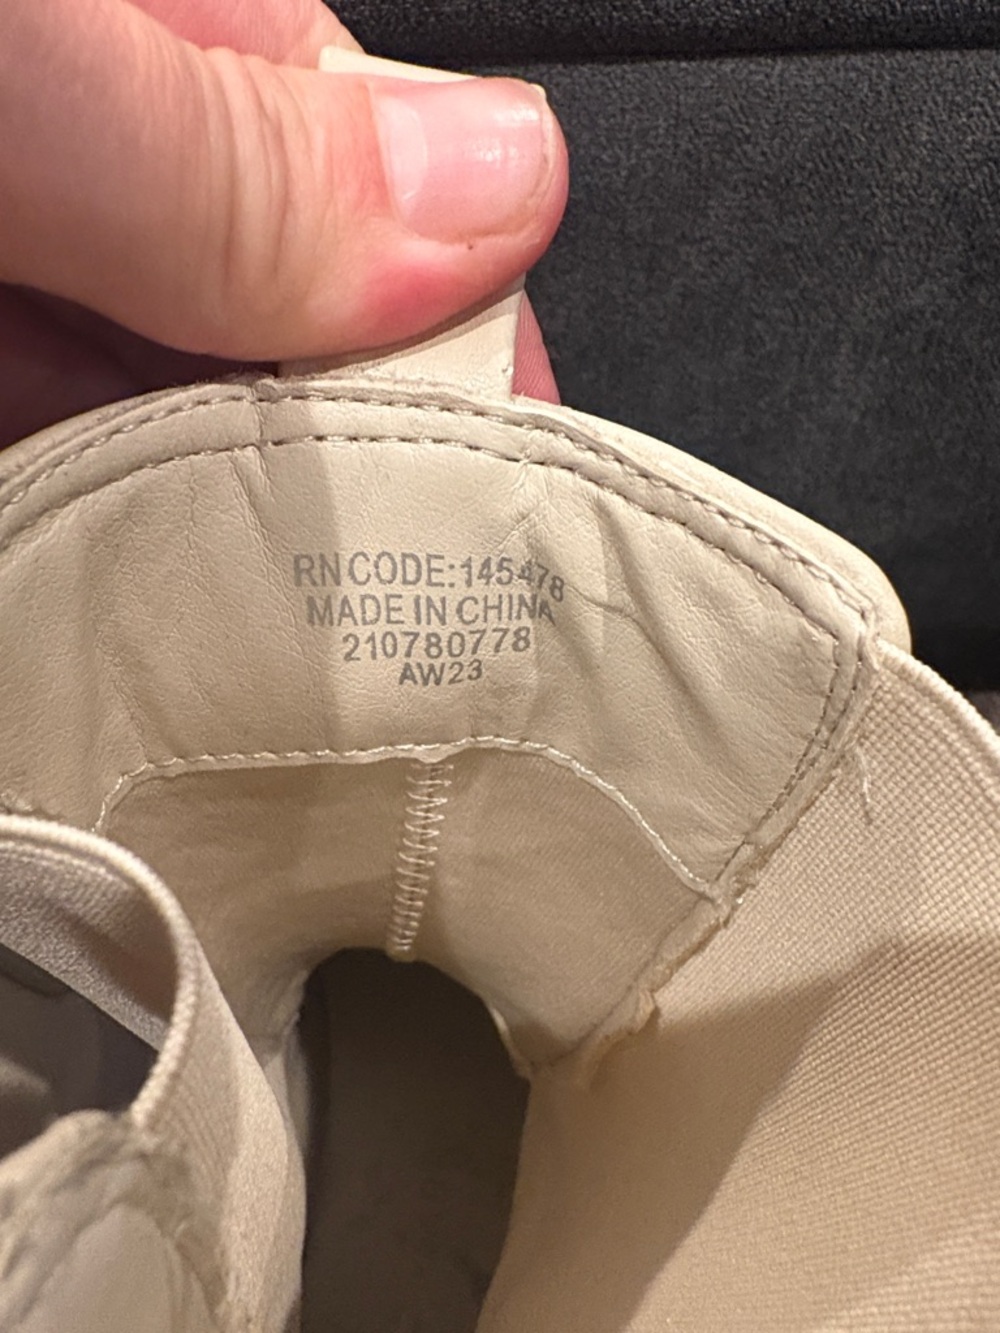 RN CODE:145478
MADE IN CHINA
210780778
AW23